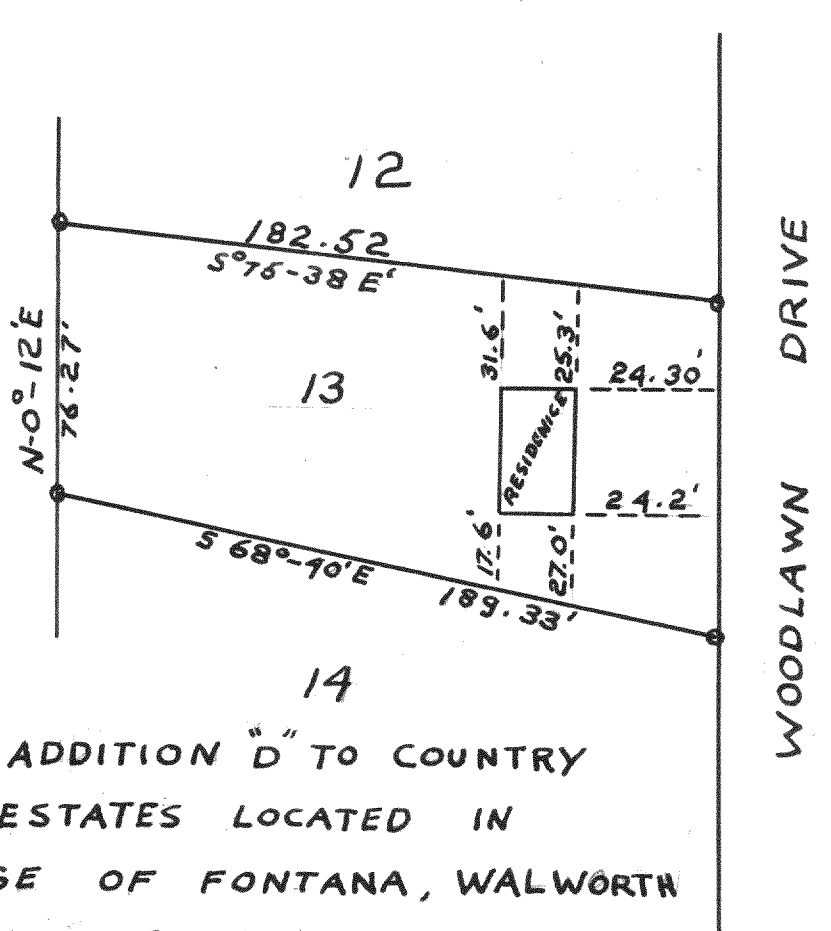 12
182.52
S°76-38 E'
N-0°-12'E
76.27'
31.6'
25.3'
24.30'
13
RESIDENCE
24.2'
17.6'
27.0'
S 68°-40'E
189.33'
14
DRIVE
WOODLAWN
ADDITION "D" TO COUNTRY
ESTATES LOCATED IN
GE OF FONTANA, WALWORTH